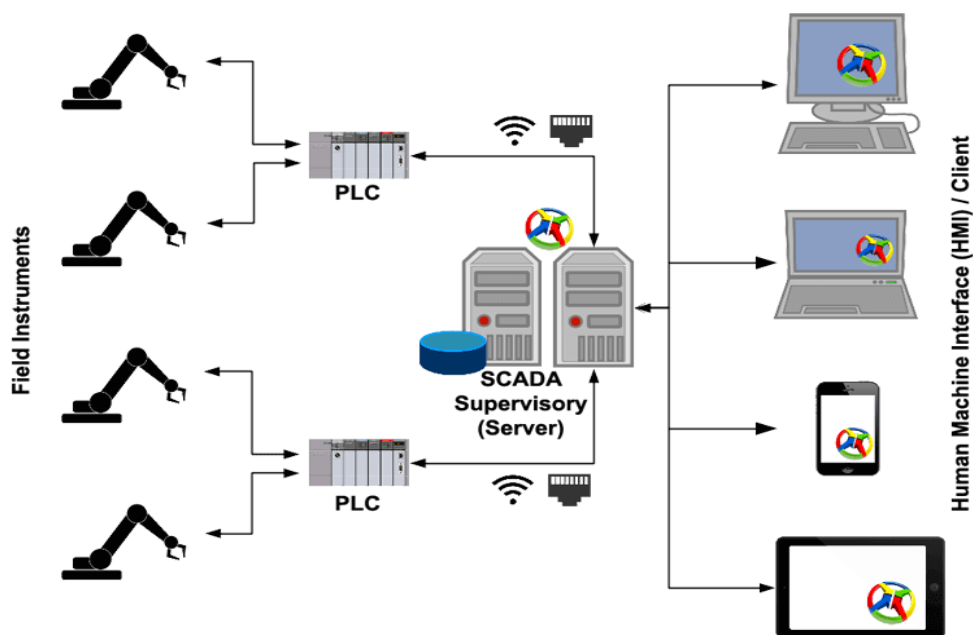 Field Instruments
PLC
SCADA
Supervisory
(Server)
PLC
Human Machine Interface (HMI) / Client